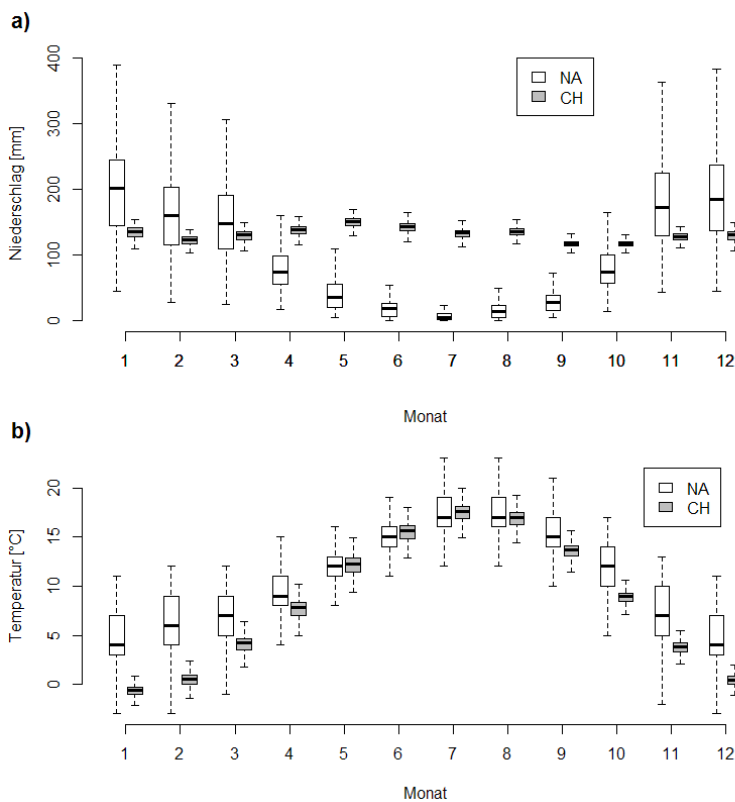 a)
Niederschlag [mm]
400
300
200
100
0
NA
CH
1 2 3 4 5 6 7 8 9 10 11 12
Monat
b)
Temperatur [°C]
20
15
10
5
0
NA
CH
1 2 3 4 5 6 7 8 9 10 11 12
Monat